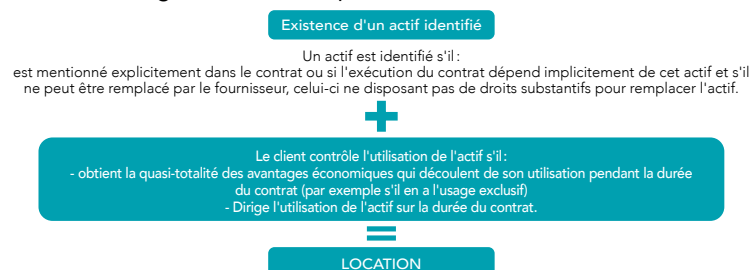 Existence d'un actif identifié
Un actif est identifié s'il :
est mentionné explicitement dans le contrat ou si l'exécution du contrat dépend implicitement de cet actif et s'il
ne peut être remplacé par le fournisseur, celui-ci ne disposant pas de droits substantifs pour remplacer l'actif.
+
Le client contrôle l'utilisation de l'actif s'il :
- obtient la quasi-totalité des avantages économiques qui découlent de son utilisation pendant la durée
du contrat (par exemple s'il en a l'usage exclusif)
- Dirige l'utilisation de l'actif sur la durée du contrat.
=
LOCATION